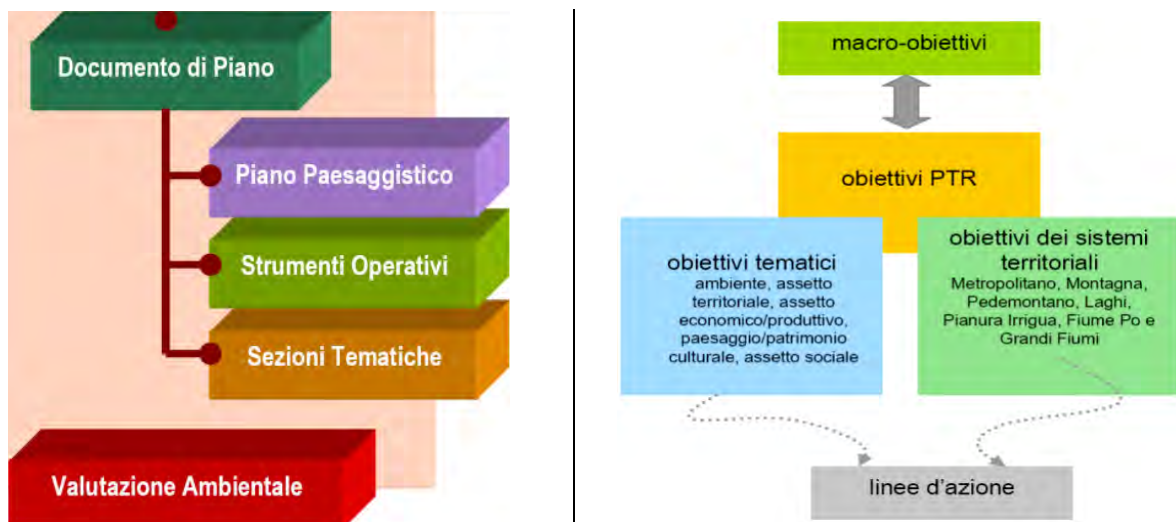 Documento di Piano
Piano Paesaggistico
Strumenti Operativi
Sezioni Tematiche
Valutazione Ambientale
macro-obiettivi
obiettivi PTR
obiettivi tematici
ambiente, assetto
territoriale, assetto
economico/produttivo,
paesaggio/patrimonio
culturale, assetto sociale
obiettivi dei sistemi
territoriali
Metropolitano, Montagna,
Pedemontano, Laghi,
Pianura Irrigua, Fiume Po e
Grandi Fiumi
linee d'azione